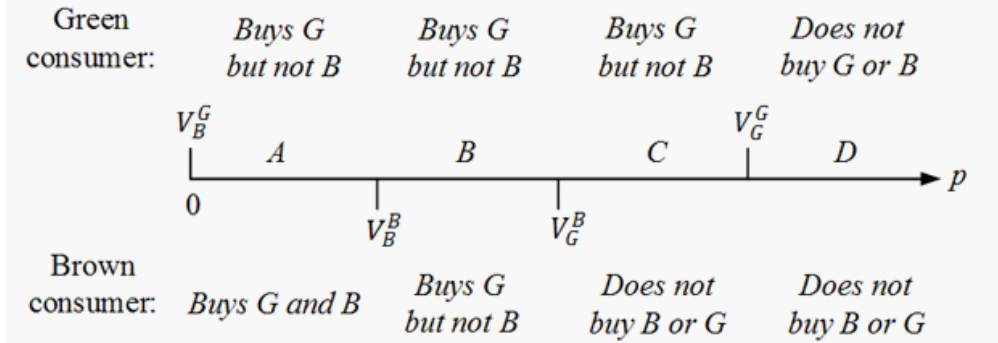 Green
consumer:
Buys G
but not B
Buys G
but not B
Buys G
but not B
Does not
buy G or B
V_B^G
V_G^G
A
B
C
D
p
0
V_B^B
V_G^B
Brown
consumer:
Buys G and B
Buys G
but not B
Does not
buy B or G
Does not
buy B or G